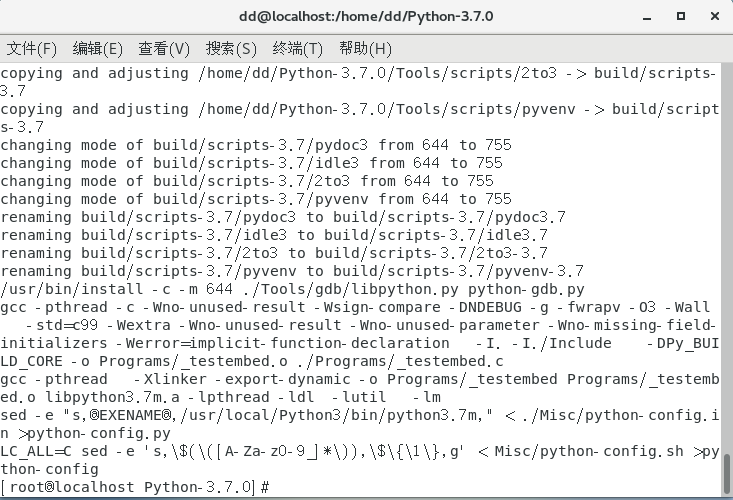 dd@localhost:/home/dd/Python-3.7.0
文件(F) 编辑(E) 查看(V) 搜索(S) 终端(T) 帮助(H)
copying and adjusting /home/dd/Python-3.7.0/Tools/scripts/2to3 -> build/scripts-
3.7
copying and adjusting /home/dd/Python-3.7.0/Tools/scripts/pyvenv -> build/script
s-3.7
changing mode of build/scripts-3.7/pydoc3 from 644 to 755
changing mode of build/scripts-3.7/idle3 from 644 to 755
changing mode of build/scripts-3.7/2to3 from 644 to 755
changing mode of build/scripts-3.7/pyvenv from 644 to 755
renaming build/scripts-3.7/pydoc3 to build/scripts-3.7/pydoc3.7
renaming build/scripts-3.7/idle3 to build/scripts-3.7/idle3.7
renaming build/scripts-3.7/2to3 to build/scripts-3.7/2to3-3.7
renaming build/scripts-3.7/pyvenv to build/scripts-3.7/pyvenv-3.7
/usr/bin/install -c -m 644 ./Tools/gdb/libpython.py python-gdb.py
gcc -pthread -c -Wno-unused-result -Wsign-compare -DNDEBUG -g -fwrapv -O3 -Wall
   -std=c99 -Wextra -Wno-unused-result -Wno-unused-parameter -Wno-missing-field-
initializers -Werror=implicit-function-declaration   -I. -I./Include    -DPy_BUI
LD_CORE -o Programs/_testembed.o ./Programs/_testembed.c
gcc -pthread   -Xlinker -export-dynamic -o Programs/_testembed Programs/_testemb
ed.o libpython3.7m.a -lpthread -ldl  -lutil   -lm
sed -e "s,@EXENAME@,/usr/local/Python3/bin/python3.7m," < ./Misc/python-config.i
n >python-config.py
LC_ALL=C sed -e 's,\$(\([A-Za-z0-9_]*\)),\$\{\1\},g' < Misc/python-config.sh >py
thon-config
[root@localhost Python-3.7.0]#